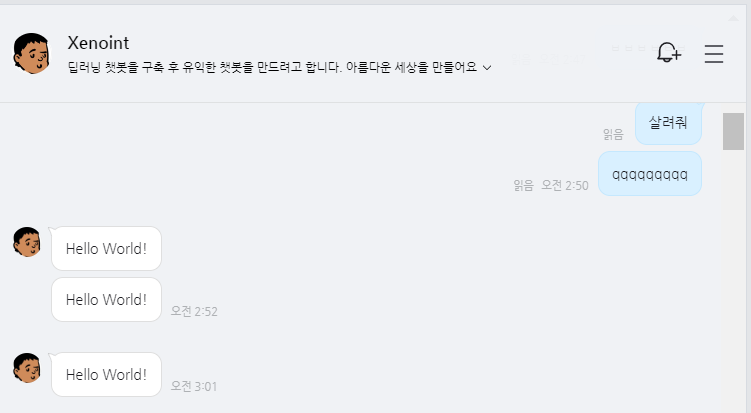 Xenoint
딥러닝 챗봇을 구축 후 유익한 챗봇을 만드려고 합니다. 아름다운 세상을 만들어요
읽음 살려줘
읽음 오전 2:50 qqqqqqqqq
Hello World!
Hello World! 오전 2:52
Hello World! 오전 3:01